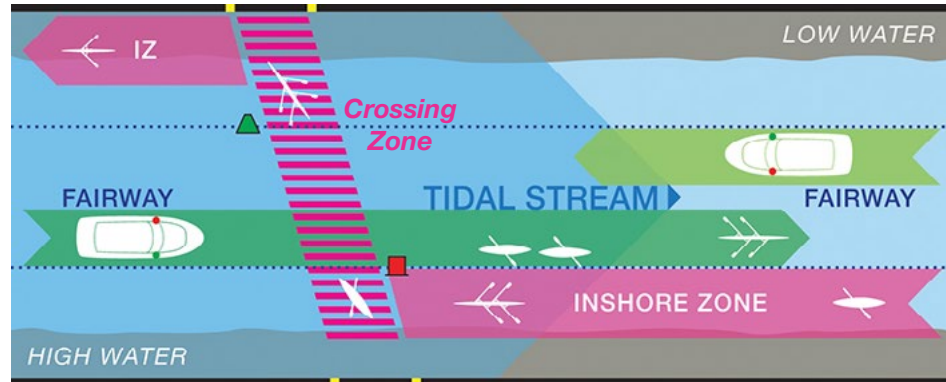 IZ
LOW WATER
Crossing
Zone
FAIRWAY
TIDAL STREAM
FAIRWAY
INSHORE ZONE
HIGH WATER